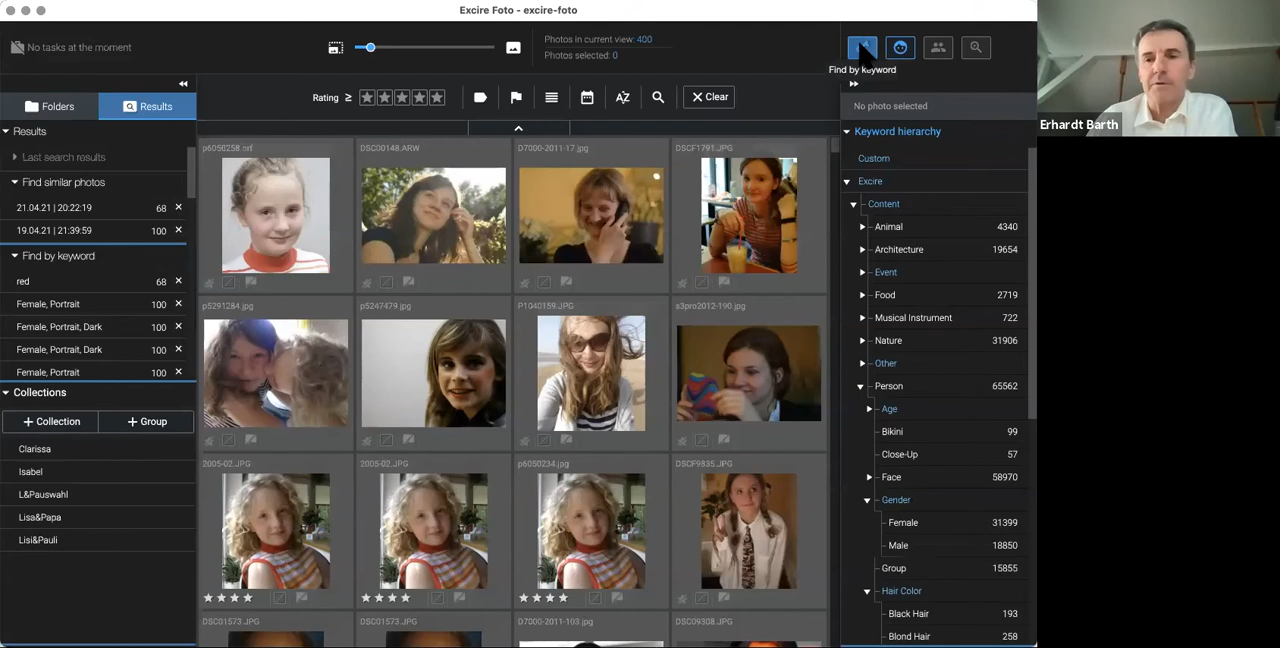 Excire Foto - excire-foto
No tasks at the moment
Photos in current view: 400
Photos selected: 0
Find by keyword
Erhardt Barth
Folders
Results
Rating ≥
Clear
No photo selected
Results
Last search results
Find similar photos
21.04.21 | 20:22:19 68
19.04.21 | 21:39:59 100
Find by keyword
red 68
Female, Portrait 100
Female, Portrait, Dark 100
Female, Portrait, Dark 100
Female, Portrait 100
Collections
+ Collection
+ Group
Clarissa
Isabel
L&Pauswahl
Lisa&Papa
Lisi&Pauli
p6050258.orf
DSC00148.ARW
D7000-2011-17.jpg
DSCF1791.JPG
p5291284.jpg
p5247479.jpg
P1040159.JPG
s3pro2012-190.jpg
2005-02.JPG
2005-02.JPG
p6050234.jpg
DSCF9835.JPG
DSC01573.JPG
DSC01573.JPG
D7000-2011-103.jpg
DSC09308.JPG
Keyword hierarchy
Custom
Excire
Content
Animal 4340
Architecture 19654
Event
Food 2719
Musical Instrument 722
Nature 31906
Other
Person 65562
Age
Bikini 99
Close-Up 57
Face 58970
Gender
Female 31399
Male 18850
Group 15855
Hair Color
Black Hair 193
Blond Hair 258